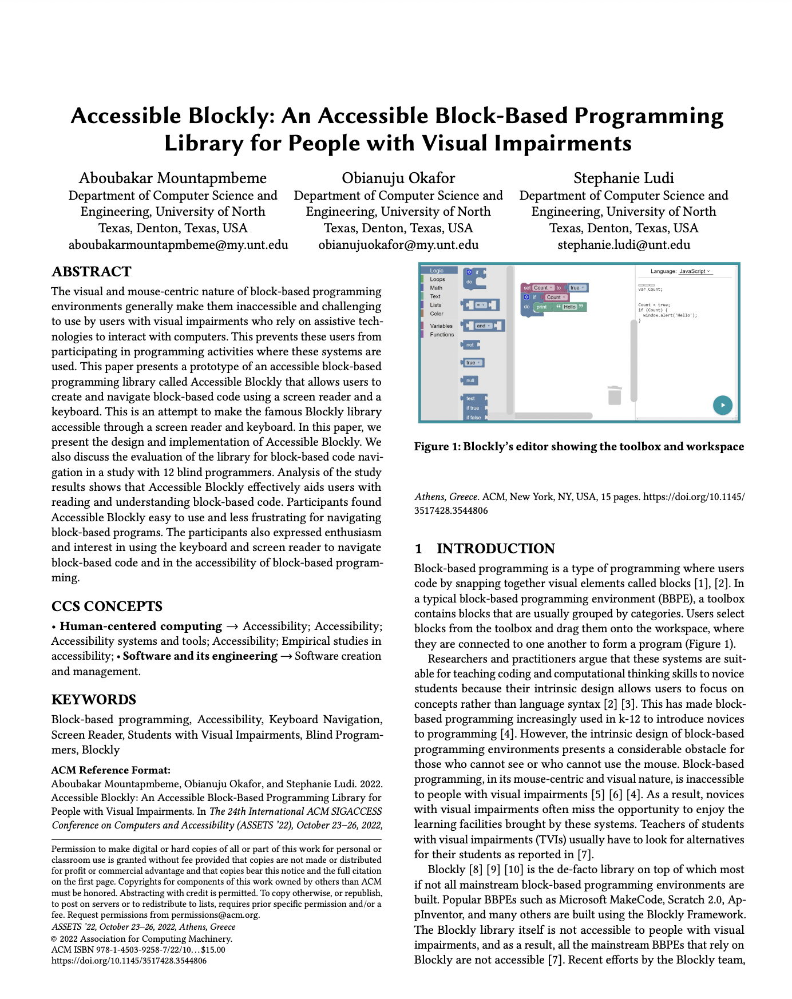 Accessible Blockly: An Accessible Block-Based Programming
Library for People with Visual Impairments
Aboubakar Mountapmbeme
Department of Computer Science and
Engineering, University of North
Texas, Denton, Texas, USA
aboubakarmountapmbeme@my.unt.edu
Obianuju Okafor
Department of Computer Science and
Engineering, University of North
Texas, Denton, Texas, USA
obianujuokafor@my.unt.edu
Stephanie Ludi
Department of Computer Science and
Engineering, University of North
Texas, Denton, Texas, USA
stephanie.ludi@unt.edu
ABSTRACT
The visual and mouse-centric nature of block-based programming
environments generally make them inaccessible and challenging
to use by users with visual impairments who rely on assistive tech-
nologies to interact with computers. This prevents these users from
participating in programming activities where these systems are
used. This paper presents a prototype of an accessible block-based
programming library called Accessible Blockly that allows users to
create and navigate block-based code using a screen reader and a
keyboard. This is an attempt to make the famous Blockly library
accessible through a screen reader and keyboard. In this paper, we
present the design and implementation of Accessible Blockly. We
also discuss the evaluation of the library for block-based code navi-
gation in a study with 12 blind programmers. Analysis of the study
results shows that Accessible Blockly effectively aids users with
reading and understanding block-based code. Participants found
Accessible Blockly easy to use and less frustrating for navigating
block-based programs. The participants also expressed enthusiasm
and interest in using the keyboard and screen reader to navigate
block-based code and in the accessibility of block-based program-
ming.
CCS CONCEPTS
• Human-centered computing → Accessibility; Accessibility;
Accessibility systems and tools; Accessibility; Empirical studies in
accessibility; • Software and its engineering → Software creation
and management.
KEYWORDS
Block-based programming, Accessibility, Keyboard Navigation,
Screen Reader, Students with Visual Impairments, Blind Program-
mers, Blockly
ACM Reference Format:
Aboubakar Mountapmbeme, Obianuju Okafor, and Stephanie Ludi. 2022.
Accessible Blockly: An Accessible Block-Based Programming Library for
People with Visual Impairments. In The 24th International ACM SIGACCESS
Conference on Computers and Accessibility (ASSETS ’22), October 23–26, 2022,
Permission to make digital or hard copies of all or part of this work for personal or
classroom use is granted without fee provided that copies are not made or distributed
for profit or commercial advantage and that copies bear this notice and the full citation
on the first page. Copyrights for components of this work owned by others than ACM
must be honored. Abstracting with credit is permitted. To copy otherwise, or republish,
to post on servers or to redistribute to lists, requires prior specific permission and/or a
fee. Request permissions from permissions@acm.org.
ASSETS ’22, October 23–26, 2022, Athens, Greece
© 2022 Association for Computing Machinery.
ACM ISBN 978-1-4503-9258-7/22/10...$15.00
https://doi.org/10.1145/3517428.3544806
Logic
Loops
Math
Text
Lists
Color
Variables
Functions
if
do
=
and
not
true
null
test
if true
if false
set Count to true
if Count
do print “ Hello ”
Language: JavaScript
var Count;
Count = true;
if (Count) {
window.alert('Hello');
}
Figure 1: Blockly’s editor showing the toolbox and workspace
Athens, Greece. ACM, New York, NY, USA, 15 pages. https://doi.org/10.1145/
3517428.3544806
1 INTRODUCTION
Block-based programming is a type of programming where users
code by snapping together visual elements called blocks [1], [2]. In
a typical block-based programming environment (BBPE), a toolbox
contains blocks that are usually grouped by categories. Users select
blocks from the toolbox and drag them onto the workspace, where
they are connected to one another to form a program (Figure 1).
Researchers and practitioners argue that these systems are suit-
able for teaching coding and computational thinking skills to novice
students because their intrinsic design allows users to focus on
concepts rather than language syntax [2] [3]. This has made block-
based programming increasingly used in k-12 to introduce novices
to programming [4]. However, the intrinsic design of block-based
programming environments presents a considerable obstacle for
those who cannot see or who cannot use the mouse. Block-based
programming, in its mouse-centric and visual nature, is inaccessible
to people with visual impairments [5] [6] [4]. As a result, novices
with visual impairments often miss the opportunity to enjoy the
learning facilities brought by these systems. Teachers of students
with visual impairments (TVIs) usually have to look for alternatives
for their students as reported in [7].
Blockly [8] [9] [10] is the de-facto library on top of which most
if not all mainstream block-based programming environments are
built. Popular BBPEs such as Microsoft MakeCode, Scratch 2.0, Ap-
pInventor, and many others are built using the Blockly Framework.
The Blockly library itself is not accessible to people with visual
impairments, and as a result, all the mainstream BBPEs that rely on
Blockly are not accessible [7]. Recent efforts by the Blockly team,